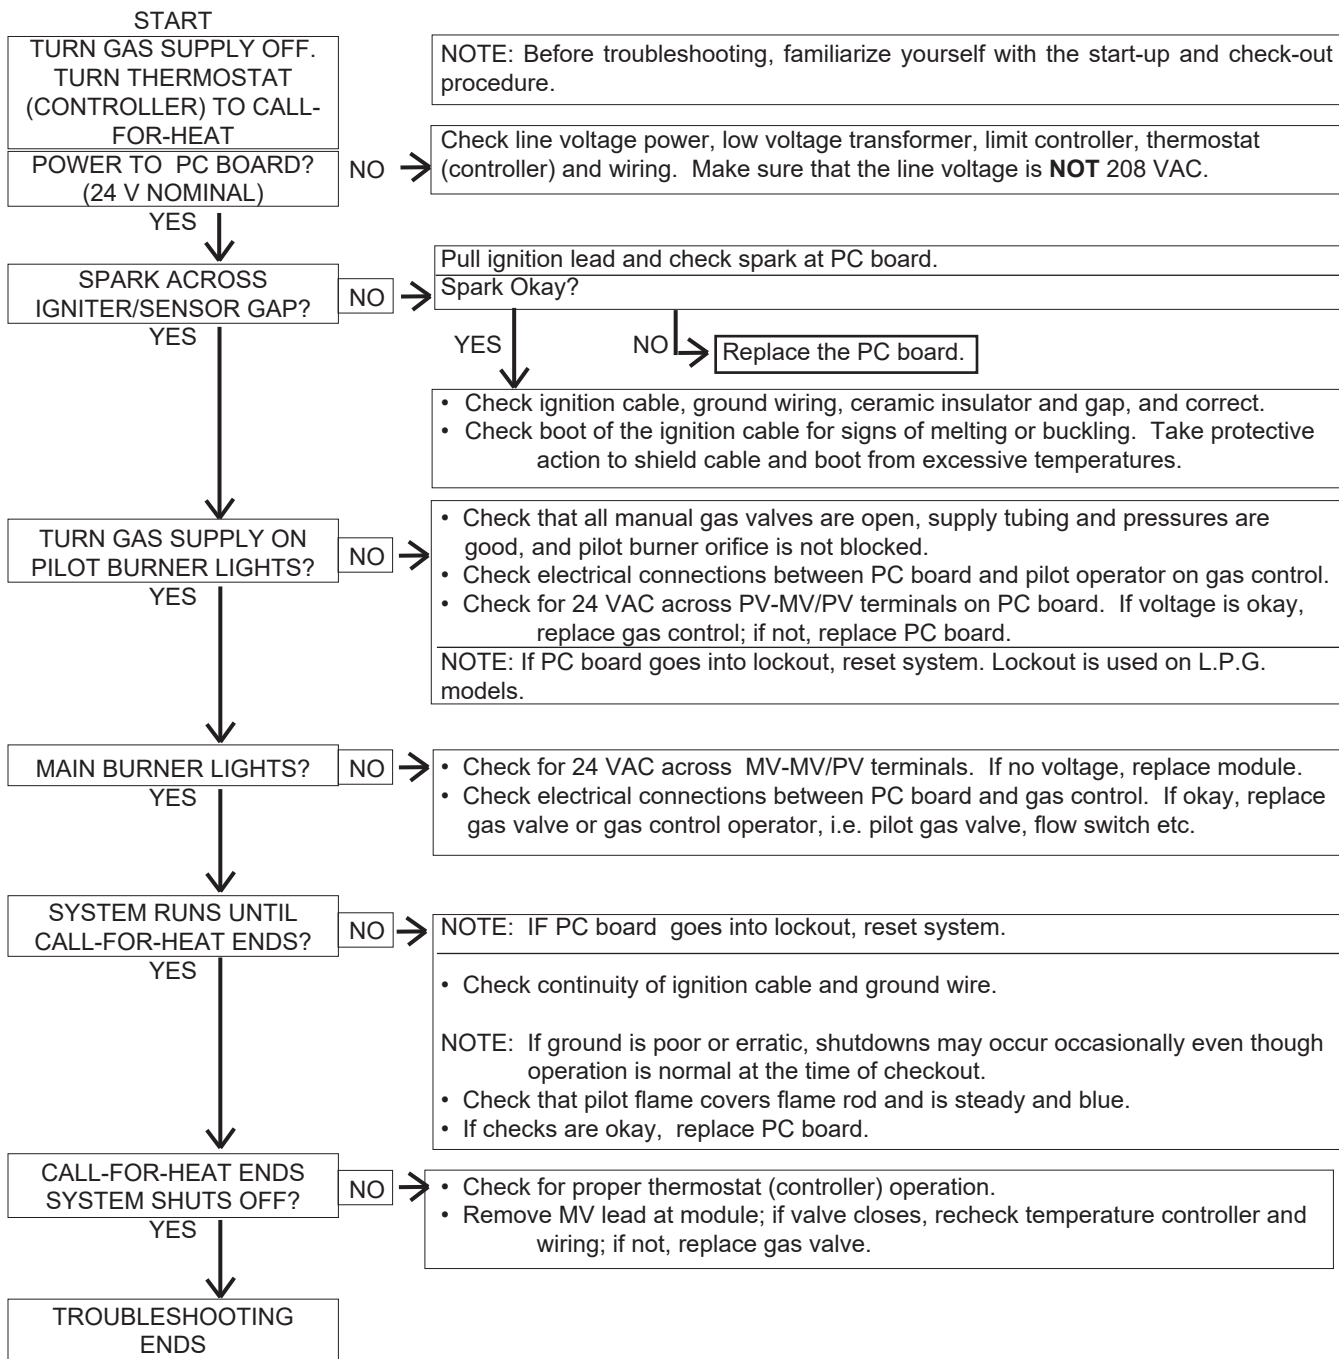 START
TURN GAS SUPPLY OFF.
TURN THERMOSTAT
(CONTROLLER) TO CALL-
FOR-HEAT
NOTE: Before troubleshooting, familiarize yourself with the start-up and check-out
procedure.
POWER TO PC BOARD?
(24 V NOMINAL)
NO
Check line voltage power, low voltage transformer, limit controller, thermostat
(controller) and wiring. Make sure that the line voltage is NOT 208 VAC.
YES
SPARK ACROSS
IGNITER/SENSOR GAP?
NO
Pull ignition lead and check spark at PC board.
Spark Okay?
YES
YES
NO
Replace the PC board.
• Check ignition cable, ground wiring, ceramic insulator and gap, and correct.
• Check boot of the ignition cable for signs of melting or buckling. Take protective
action to shield cable and boot from excessive temperatures.
TURN GAS SUPPLY ON
PILOT BURNER LIGHTS?
NO
• Check that all manual gas valves are open, supply tubing and pressures are
good, and pilot burner orifice is not blocked.
• Check electrical connections between PC board and pilot operator on gas control.
• Check for 24 VAC across PV-MV/PV terminals on PC board. If voltage is okay,
replace gas control; if not, replace PC board.
NOTE: If PC board goes into lockout, reset system. Lockout is used on L.P.G.
models.
YES
MAIN BURNER LIGHTS?
NO
• Check for 24 VAC across MV-MV/PV terminals. If no voltage, replace module.
• Check electrical connections between PC board and gas control. If okay, replace
gas valve or gas control operator, i.e. pilot gas valve, flow switch etc.
YES
SYSTEM RUNS UNTIL
CALL-FOR-HEAT ENDS?
NO
NOTE: IF PC board goes into lockout, reset system.
• Check continuity of ignition cable and ground wire.
NOTE: If ground is poor or erratic, shutdowns may occur occasionally even though
operation is normal at the time of checkout.
• Check that pilot flame covers flame rod and is steady and blue.
• If checks are okay, replace PC board.
YES
CALL-FOR-HEAT ENDS
SYSTEM SHUTS OFF?
NO
• Check for proper thermostat (controller) operation.
• Remove MV lead at module; if valve closes, recheck temperature controller and
wiring; if not, replace gas valve.
YES
TROUBLESHOOTING
ENDS